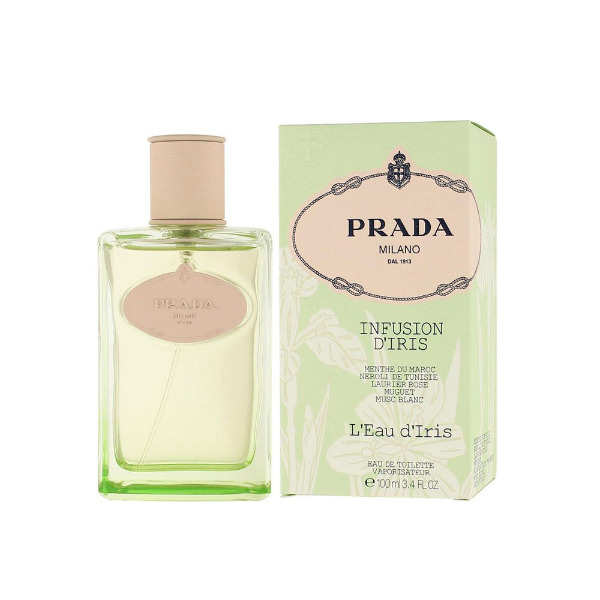 PRADA
MILANO
PRADA
MILANO
DAL 1913
INFUSION
D'IRIS
MENTHE DU MAROC
NEROLI DE TUNISIE
LAURIER ROSE
MUGUET
MUSC BLANC
L'Eau d'Iris
EAU DE TOILETTE
VAPORISATEUR
℮ 100 ml 3.4 FL.OZ